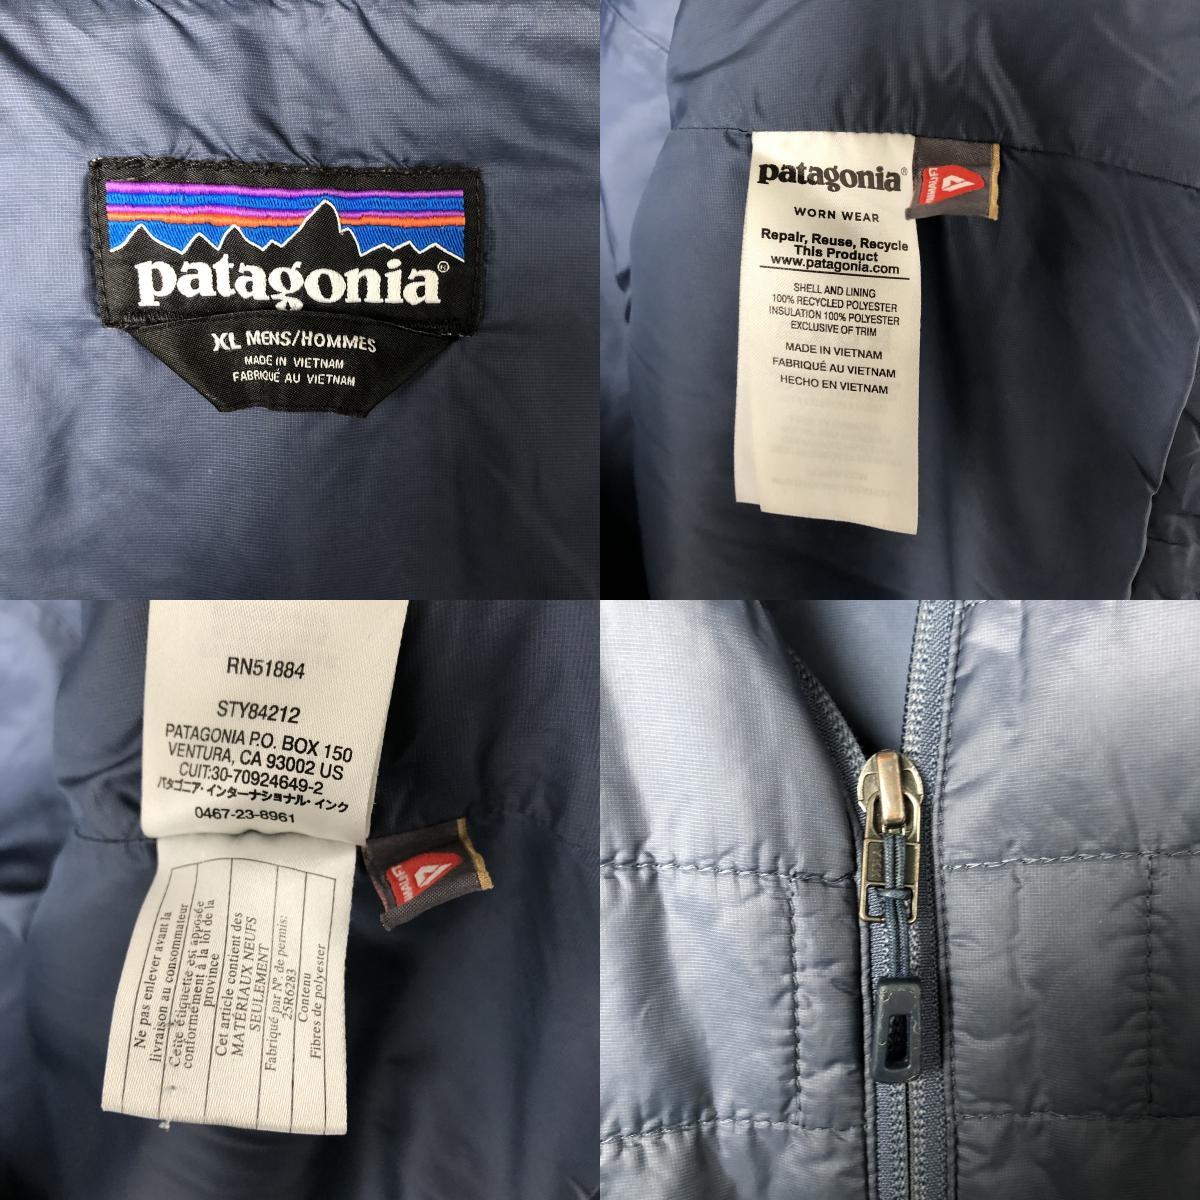 patagonia®
XL MENS/HOMMES
MADE IN VIETNAM
FABRIQUÉ AU VIETNAM
patagonia®
WORN WEAR
Repair, Reuse, Recycle
This Product
www.patagonia.com
SHELL AND LINING
100% RECYCLED POLYESTER
INSULATION 100% POLYESTER
EXCLUSIVE OF TRIM
MADE IN VIETNAM
FABRIQUÉ AU VIETNAM
HECHO EN VIETNAM
RN51884
STY84212
PATAGONIA P.O. BOX 150
VENTURA, CA 93002 US
CUIT:30-70924649-2
パタゴニア・インターナショナル・インク
0467-23-8961
Ne pas enlever avant la
livraison au consommateur
Cette étiquette est apposée
conformément à la loi de la
province
Cet article contient des
MATÉRIAUX NEUFS
SEULEMENT
Fabriqué par Nº. de permis:
25R6283
Contenu
Fibres de polyester